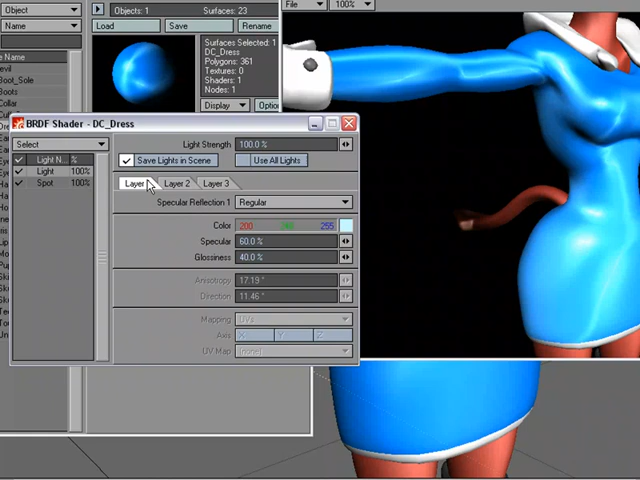 Object
Objects: 1 Surfaces: 23
File
100%
Name
Load Save Rename
e Name
evil
Boot_Sole
Boots
Collar
Surfaces Selected: 1
DC_Dress
Polygons: 361
Textures: 0
Shaders: 1
Nodes: 1
Display
BRDF Shader - DC_Dress
Select
Light Strength 100.0 %
Save Lights in Scene Use All Lights
Light N... %
Light 100%
Spot 100%
Layer Layer 2 Layer 3
Specular Reflection 1 Regular
Color 200 255
Specular 60.0 %
Glossiness 40.0 %
Anisotropy 17.19 °
Direction 11.46 °
Mapping UVs
Axis X Y Z
UV Map (none)